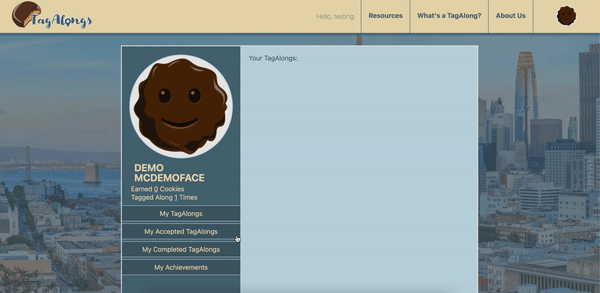 TagAlongs
Hello, testing
Resources
What's a TagAlong?
About Us
Your TagAlongs:
DEMO
MCDEMOFACE
Earned 0 Cookies
Tagged Along 1 Times
My TagAlongs
My Accepted TagAlongs
My Completed TagAlongs
My Achievements